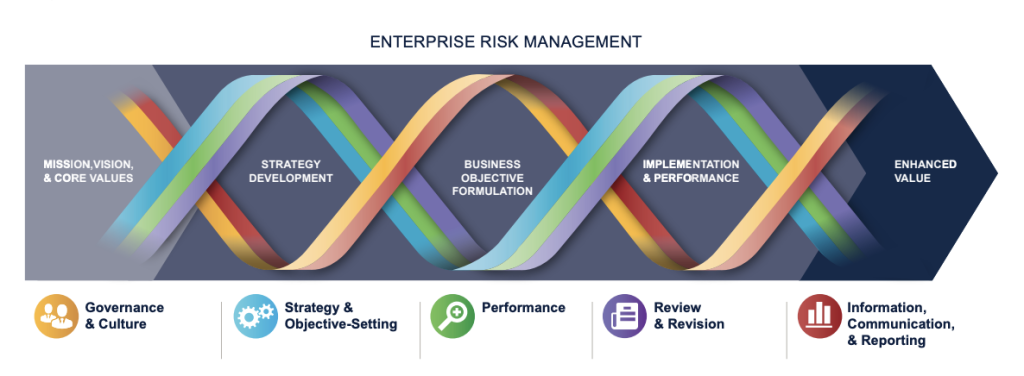 ENTERPRISE RISK MANAGEMENT
MISSION,VISION,
& CORE VALUES
STRATEGY
DEVELOPMENT
BUSINESS
OBJECTIVE
FORMULATION
IMPLEMENTATION
& PERFORMANCE
ENHANCED
VALUE
Governance
& Culture
Strategy &
Objective-Setting
Performance
Review
& Revision
Information,
Communication,
& Reporting